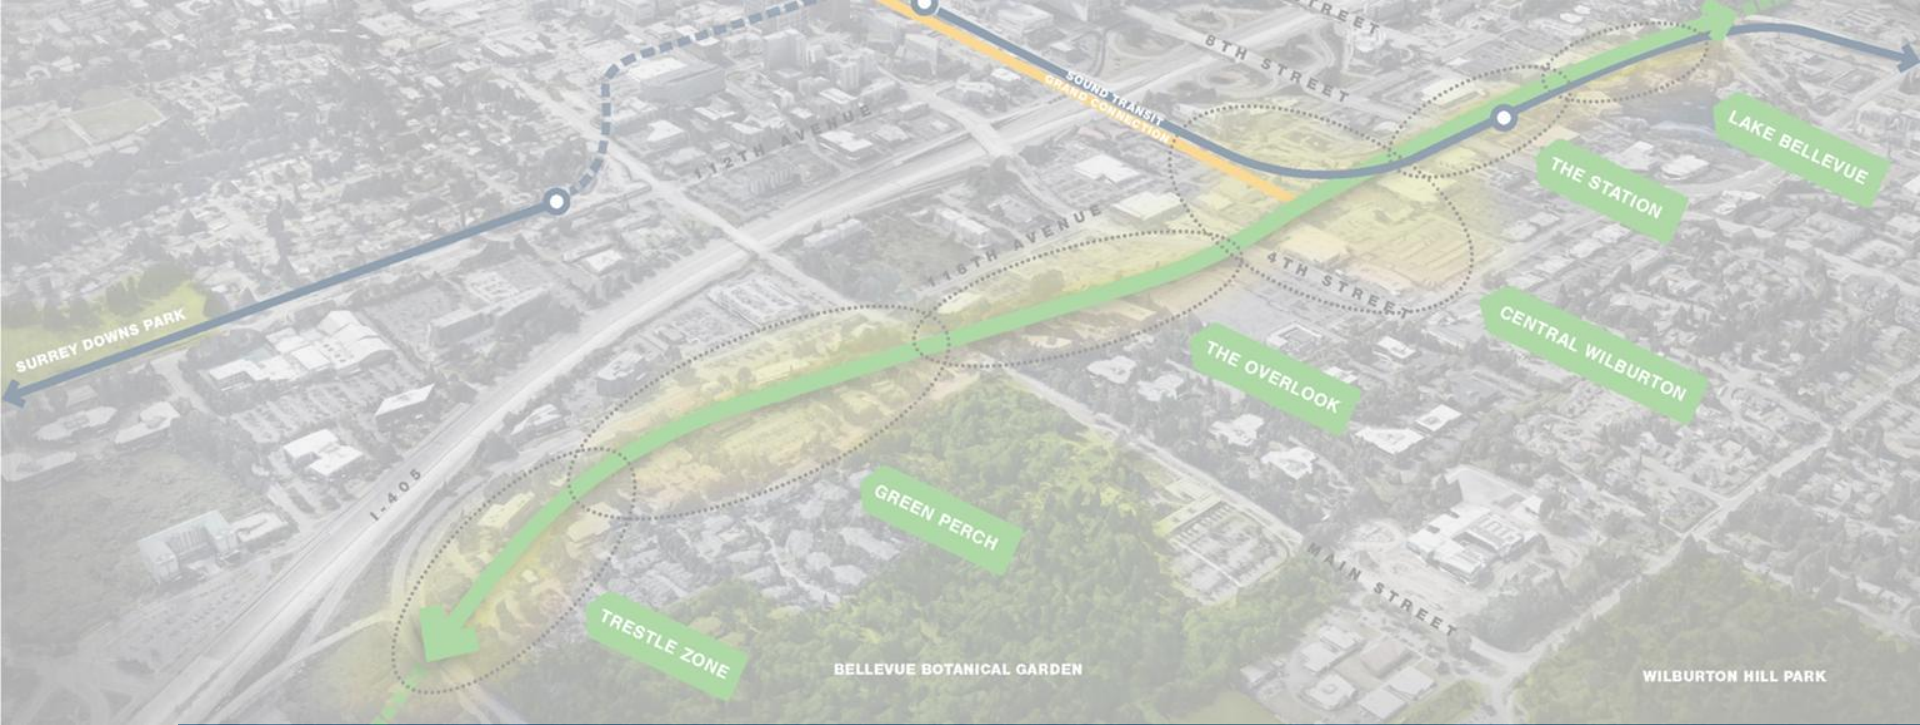 STREET
8TH STREET
SOUND TRANSIT
GRAND CONNECTION
112TH AVENUE
LAKE BELLEVUE
THE STATION
116TH AVENUE
4TH STREET
SURREY DOWNS PARK
CENTRAL WILBURTON
THE OVERLOOK
I-405
GREEN PERCH
MAIN STREET
TRESTLE ZONE
BELLEVUE BOTANICAL GARDEN
WILBURTON HILL PARK